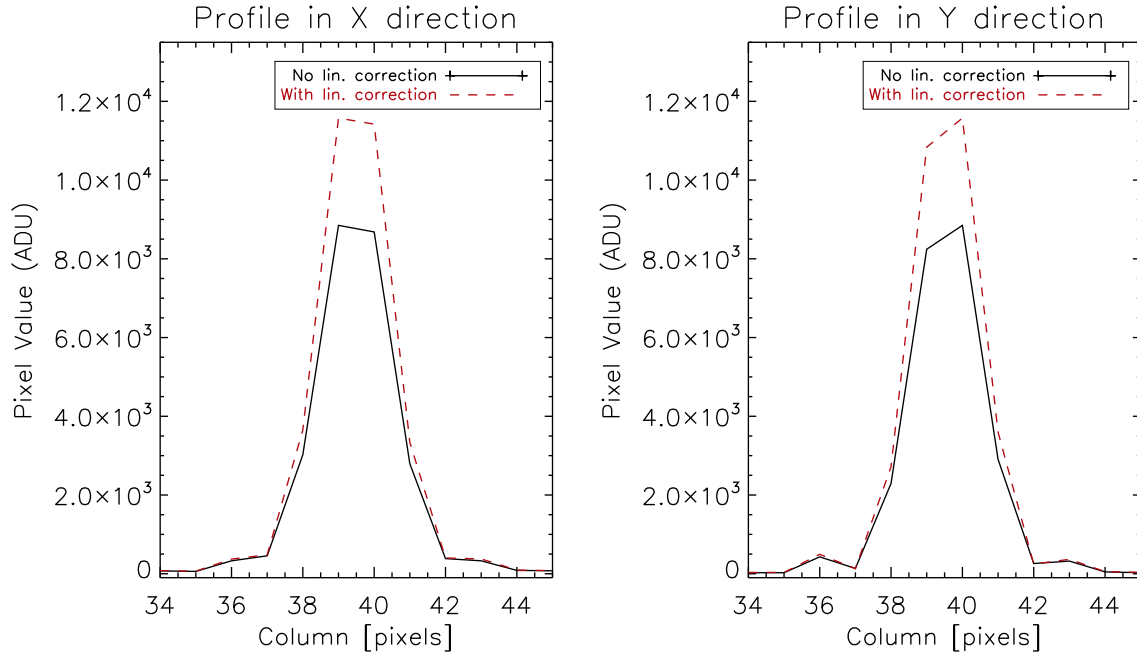 Profile in X direction
No lin. correction
With lin. correction
1.2×10⁴
1.0×10⁴
8.0×10³
6.0×10³
4.0×10³
2.0×10³
0
Pixel Value (ADU)
34 36 38 40 42 44
Column [pixels]
Profile in Y direction
No lin. correction
With lin. correction
1.2×10⁴
1.0×10⁴
8.0×10³
6.0×10³
4.0×10³
2.0×10³
0
Pixel Value (ADU)
34 36 38 40 42 44
Column [pixels]